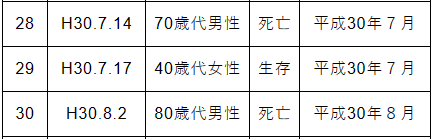 28 H30.7.14 70歳代男性 死亡 平成30年７月
29 H30.7.17 40歳代女性 生存 平成30年７月
30 H30.8.2 80歳代男性 死亡 平成30年８月